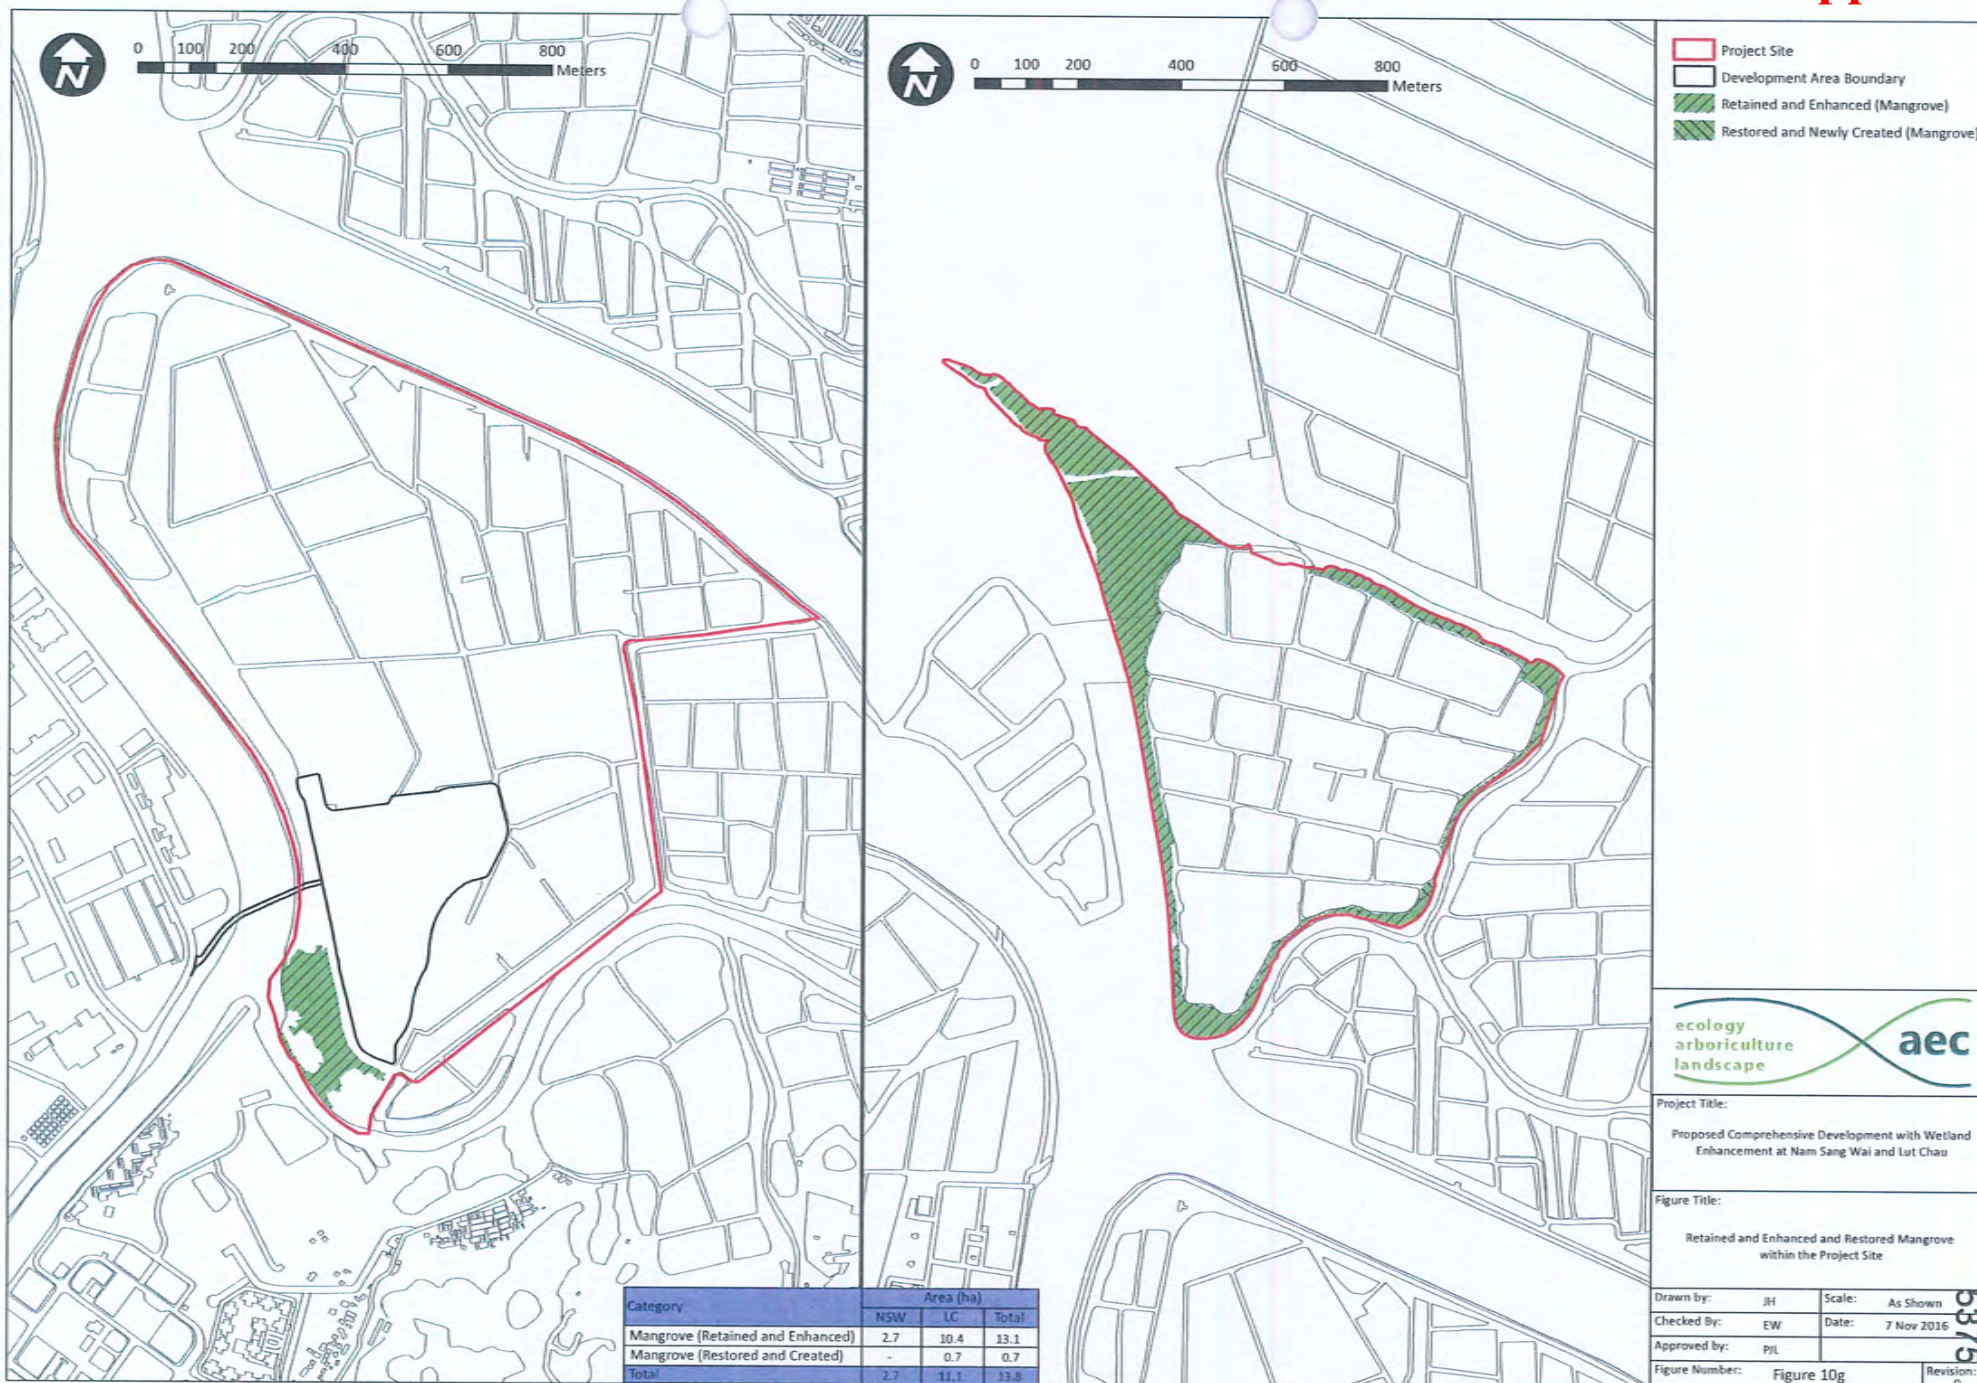 pp
N
0 100 200 400 600 800
Meters
N
0 100 200 400 600 800
Meters
Project Site
Development Area Boundary
Retained and Enhanced (Mangrove)
Restored and Newly Created (Mangrove)
ecology
arboriculture
landscape
aec
Project Title:
Proposed Comprehensive Development with Wetland
Enhancement at Nam Sang Wai and Lut Chau
Figure Title:
Retained and Enhanced and Restored Mangrove
within the Project Site
Drawn by: JH Scale: As Shown
Checked By: EW Date: 7 Nov 2016
Approved by: PJL
Figure Number: Figure 10g Revision:
5375
Category Area (ha)
NSW LC Total
Mangrove (Retained and Enhanced) 2.7 10.4 13.1
Mangrove (Restored and Created) - 0.7 0.7
Total 2.7 11.1 13.8